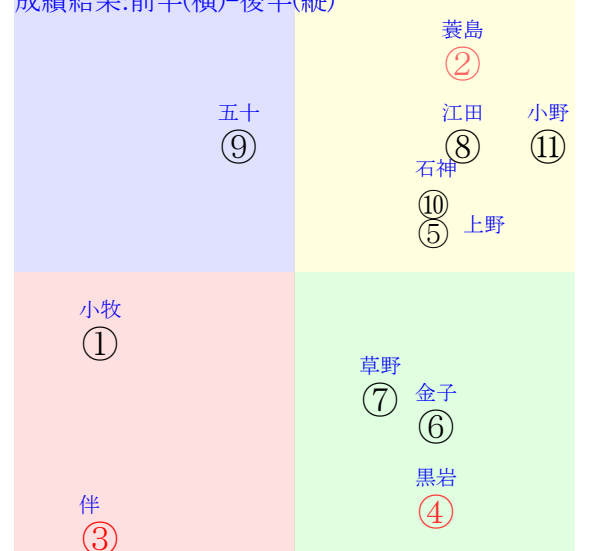 成績結果:前半(横)-後半(縦)
蓑島
②
五十
⑨
江田
⑧
小野
⑪
石神
⑩
⑤
上野
小牧
①
草野
⑦
金子
⑥
黒岩
④
伴
③